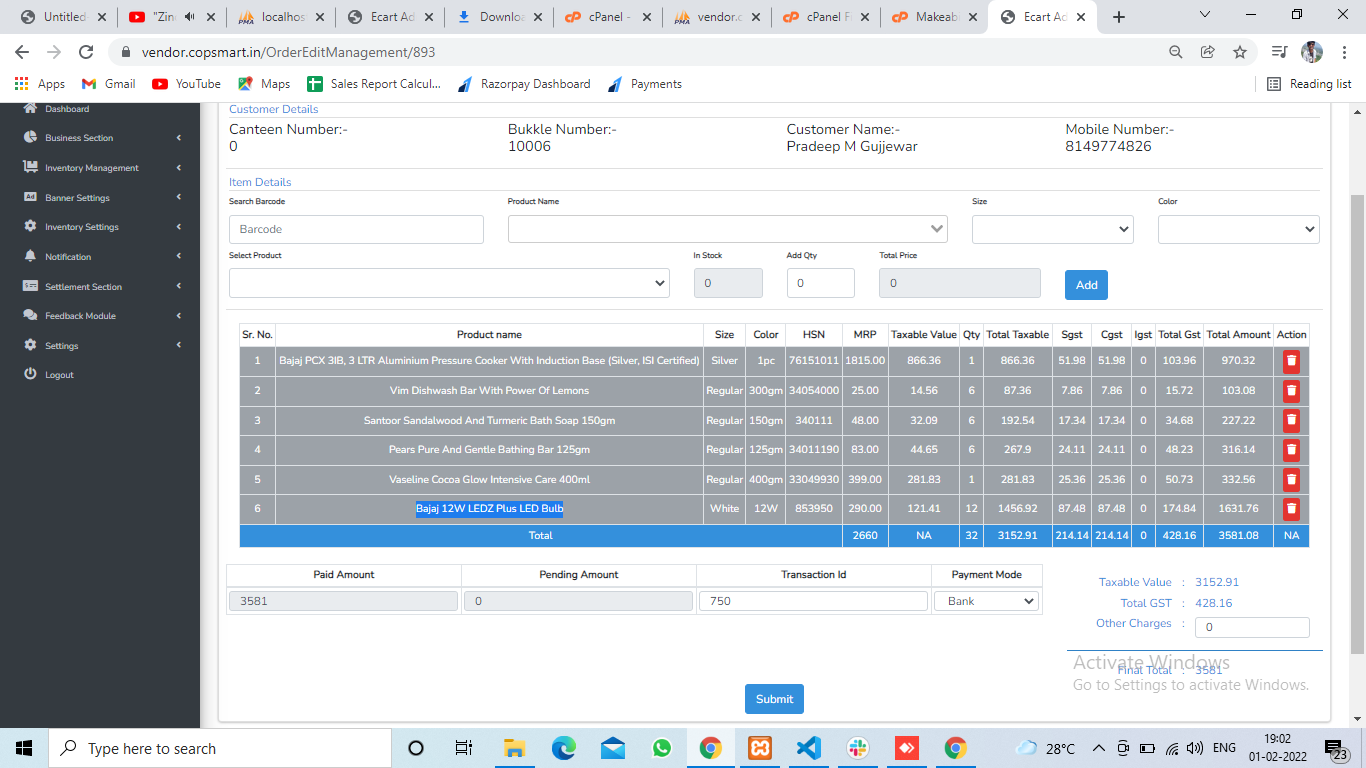 Untitled
"Zin
localhos
Ecart Ad
Downloa
cPanel -
vendor.c
cPanel F
Makeab
Ecart Ad
vendor.copsmart.in/OrderEditManagement/893
Apps
Gmail
YouTube
Maps
Sales Report Calcul...
Razorpay Dashboard
Payments
Reading list
Dashboard
Business Section
Inventory Management
Banner Settings
Inventory Settings
Notification
Settlement Section
Feedback Module
Settings
Logout
Customer Details
Canteen Number:- Bukkle Number:- Customer Name:- Mobile Number:-
0 10006 Pradeep M Gujjewar 8149774826
Item Details
Search Barcode Product Name Size Color
Barcode
Select Product In Stock Add Qty Total Price
0 0 0 Add
Sr. No. Product name Size Color HSN MRP Taxable Value Qty Total Taxable Sgst Cgst Igst Total Gst Total Amount Action
1 Bajaj PCX 3IB, 3 LTR Aluminium Pressure Cooker With Induction Base (Silver, ISI Certified) Silver 1pc 76151011 1815.00 866.36 1 866.36 51.98 51.98 0 103.96 970.32
2 Vim Dishwash Bar With Power Of Lemons Regular 300gm 34054000 25.00 14.56 6 87.36 7.86 7.86 0 15.72 103.08
3 Santoor Sandalwood And Turmeric Bath Soap 150gm Regular 150gm 340111 48.00 32.09 6 192.54 17.34 17.34 0 34.68 227.22
4 Pears Pure And Gentle Bathing Bar 125gm Regular 125gm 34011190 83.00 44.65 6 267.9 24.11 24.11 0 48.23 316.14
5 Vaseline Cocoa Glow Intensive Care 400ml Regular 400gm 33049930 399.00 281.83 1 281.83 25.36 25.36 0 50.73 332.56
6 Bajaj 12W LEDZ Plus LED Bulb White 12W 853950 290.00 121.41 12 1456.92 87.48 87.48 0 174.84 1631.76
Total 2660 NA 32 3152.91 214.14 214.14 0 428.16 3581.08 NA
Paid Amount Pending Amount Transaction Id Payment Mode
3581 0 750 Bank
Taxable Value : 3152.91
Total GST : 428.16
Other Charges : 0
Final Total : 3581
Activate Windows
Go to Settings to activate Windows.
Submit
Type here to search
28°C
ENG
19:02
01-02-2022
23